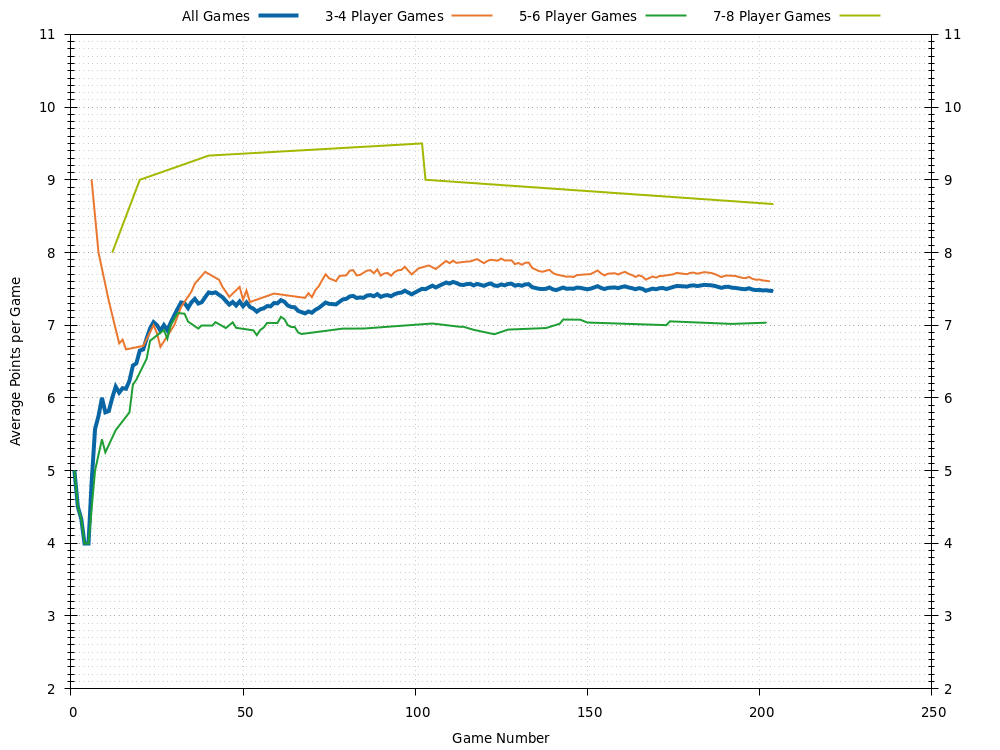 All Games 3-4 Player Games 5-6 Player Games 7-8 Player Games
11 11
10 10
9 9
8 8
7 7
6 6
5 5
4 4
3 3
2 2
Average Points per Game
0 50 100 150 200 250
Game Number